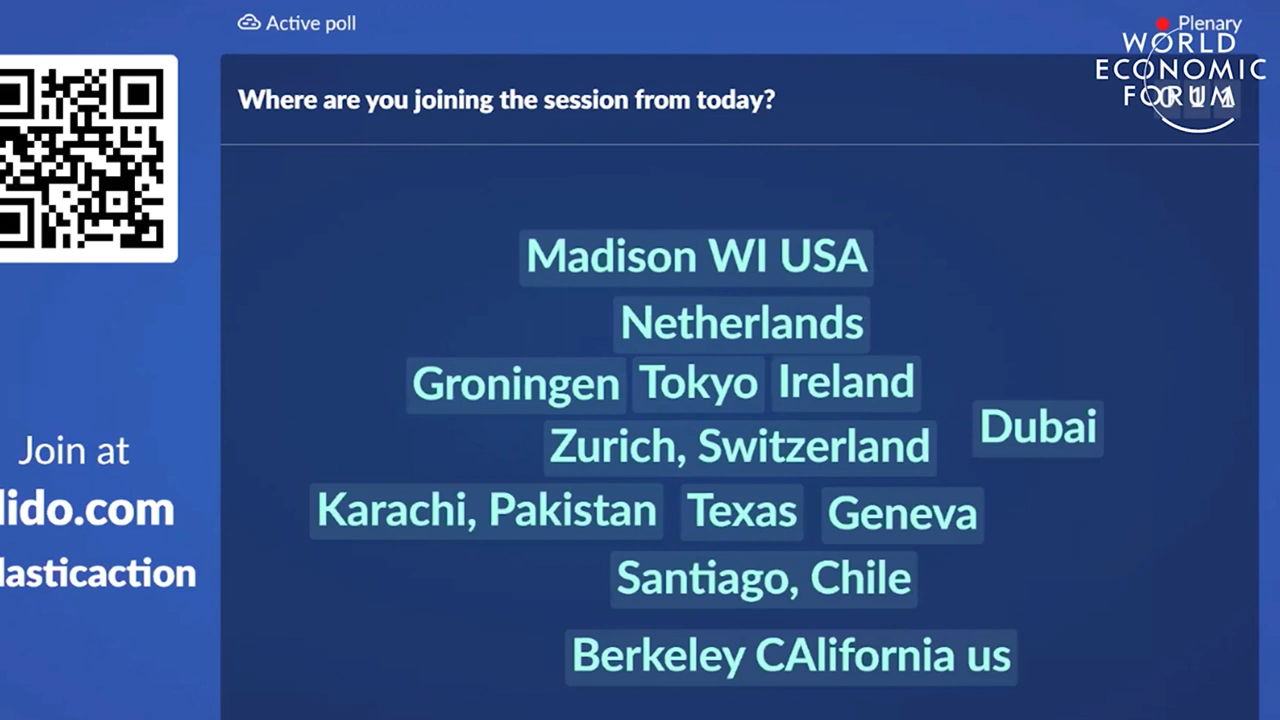 Active poll
Plenary
WORLD
ECONOMIC
FORUM
Where are you joining the session from today?
Madison WI USA
Netherlands
Groningen Tokyo Ireland
Dubai
Zurich, Switzerland
Karachi, Pakistan Texas Geneva
Santiago, Chile
Berkeley CAlifornia us
Join at
lido.com
lasticaction